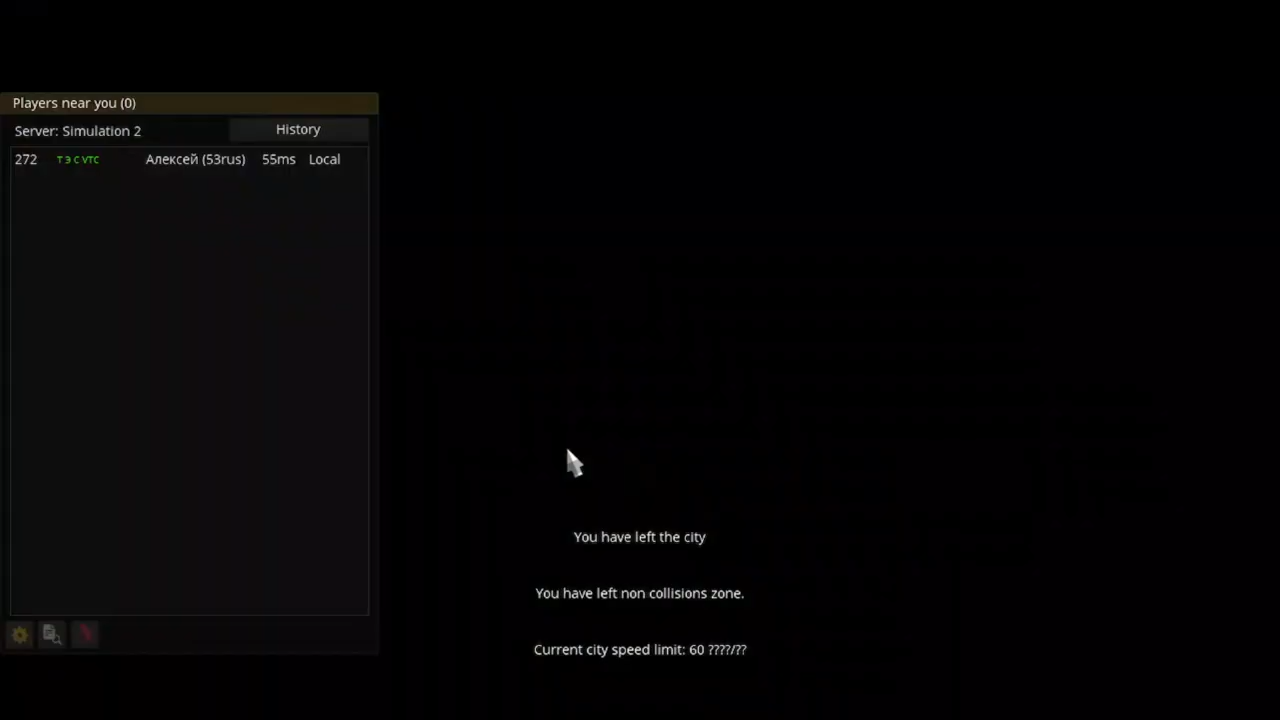 Players near you (0)
Server: Simulation 2
History
272 Т Э С VTC Алексей (53rus) 55ms Local
You have left the city
You have left non collisions zone.
Current city speed limit: 60 ????/??